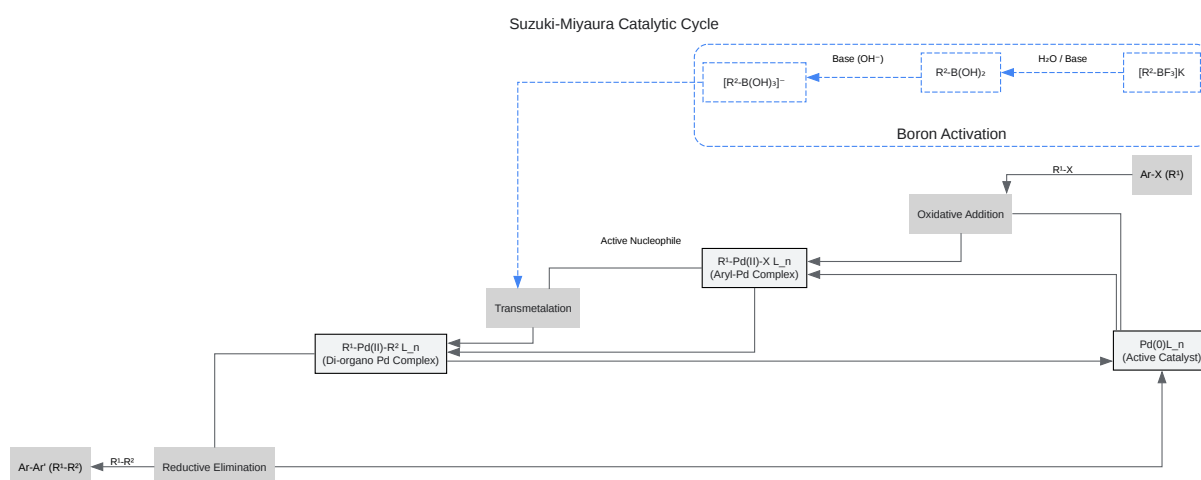 Suzuki-Miyaura Catalytic Cycle
Base (OH⁻)
H₂O / Base
[R²-B(OH)₃]⁻
R²-B(OH)₂
[R²-BF₃]K
Boron Activation
R¹-X
Ar-X (R¹)
Oxidative Addition
Active Nucleophile
R¹-Pd(II)-X L_n
(Aryl-Pd Complex)
Transmetalation
R¹-Pd(II)-R² L_n
(Di-organo Pd Complex)
Pd(0)L_n
(Active Catalyst)
Ar-Ar' (R¹-R²)
R¹-R²
Reductive Elimination